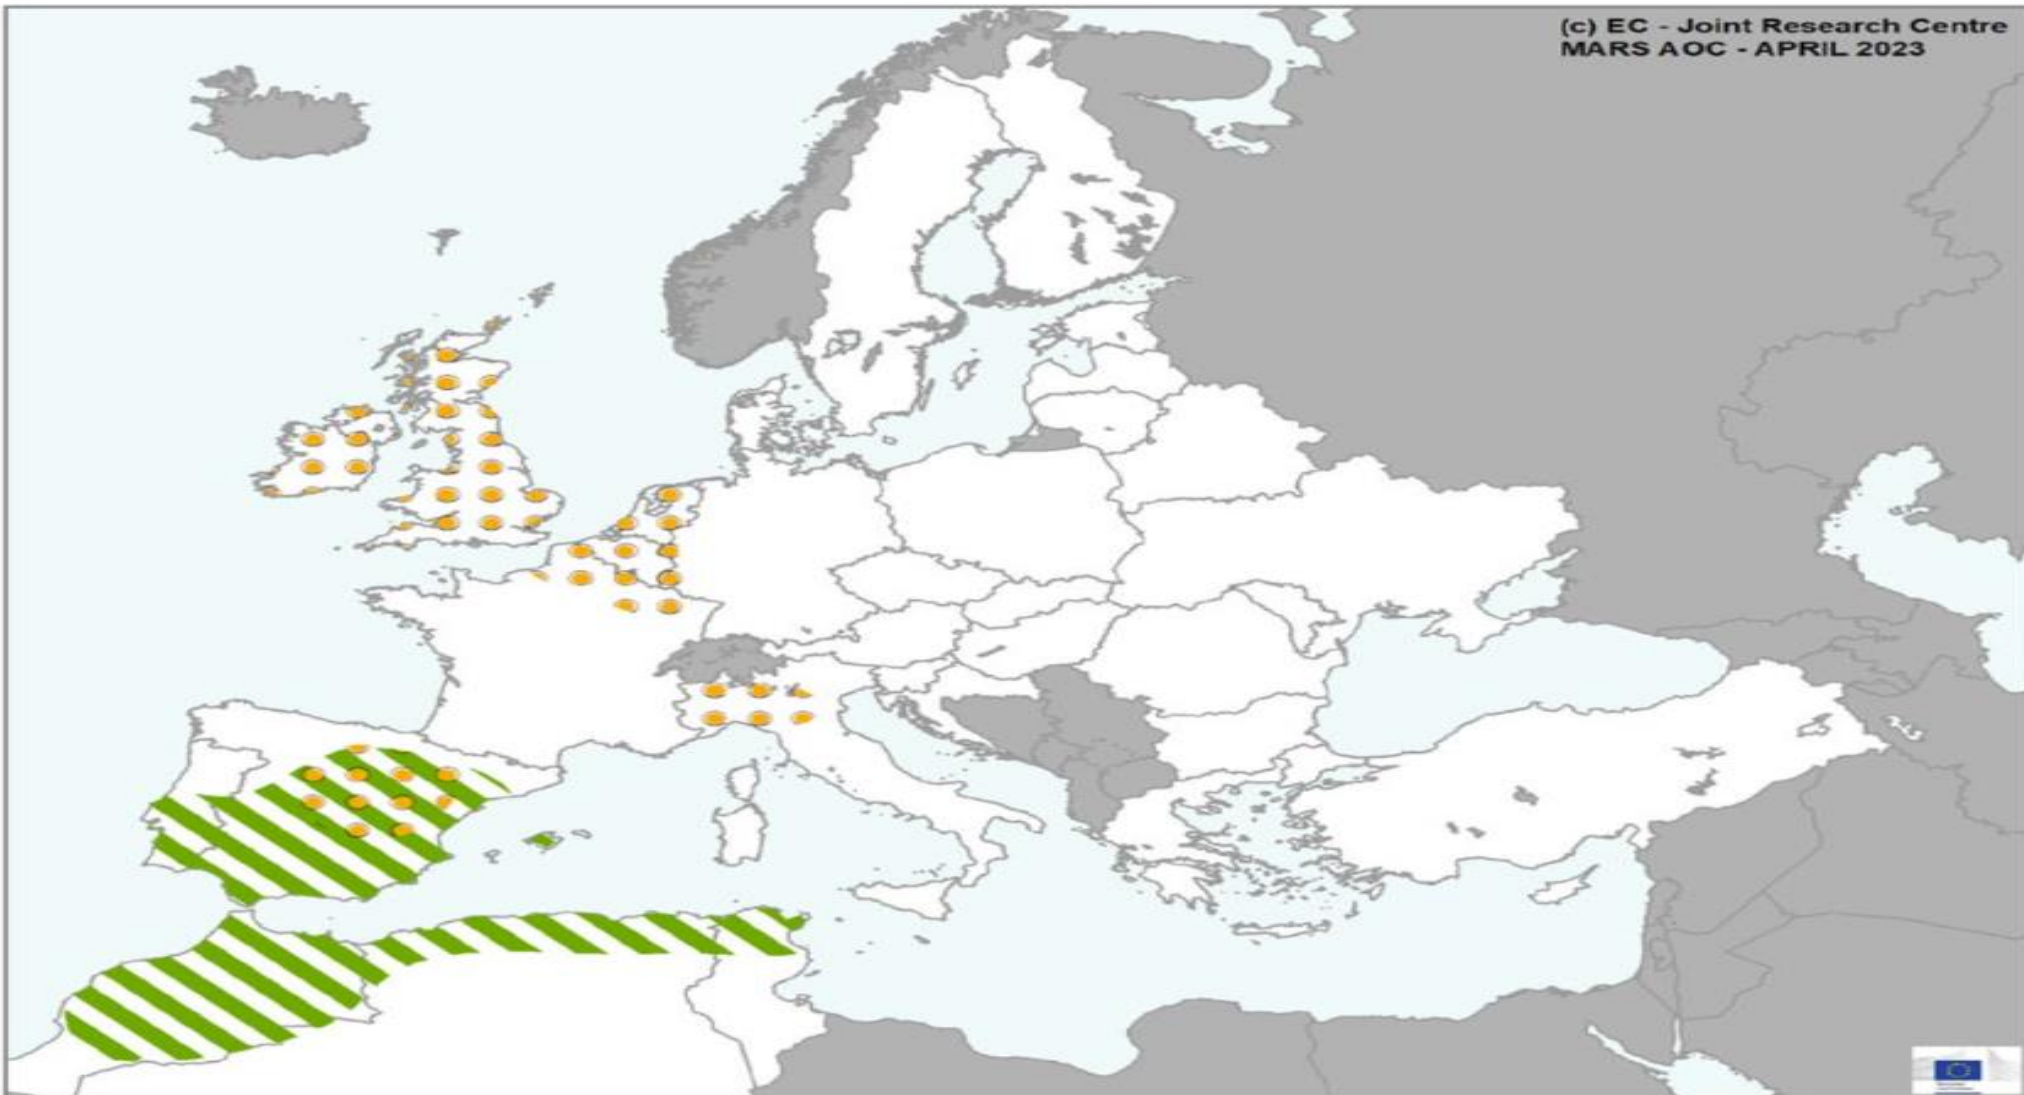 (c) EC - Joint Research Centre
MARS AOC - APRIL 2023